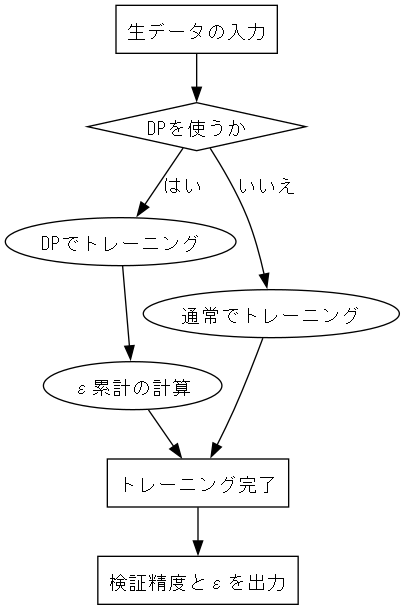 生データの入力
DPを使うか
はい
いいえ
DPでトレーニング
通常でトレーニング
ε累計の計算
トレーニング完了
検証精度とεを出力